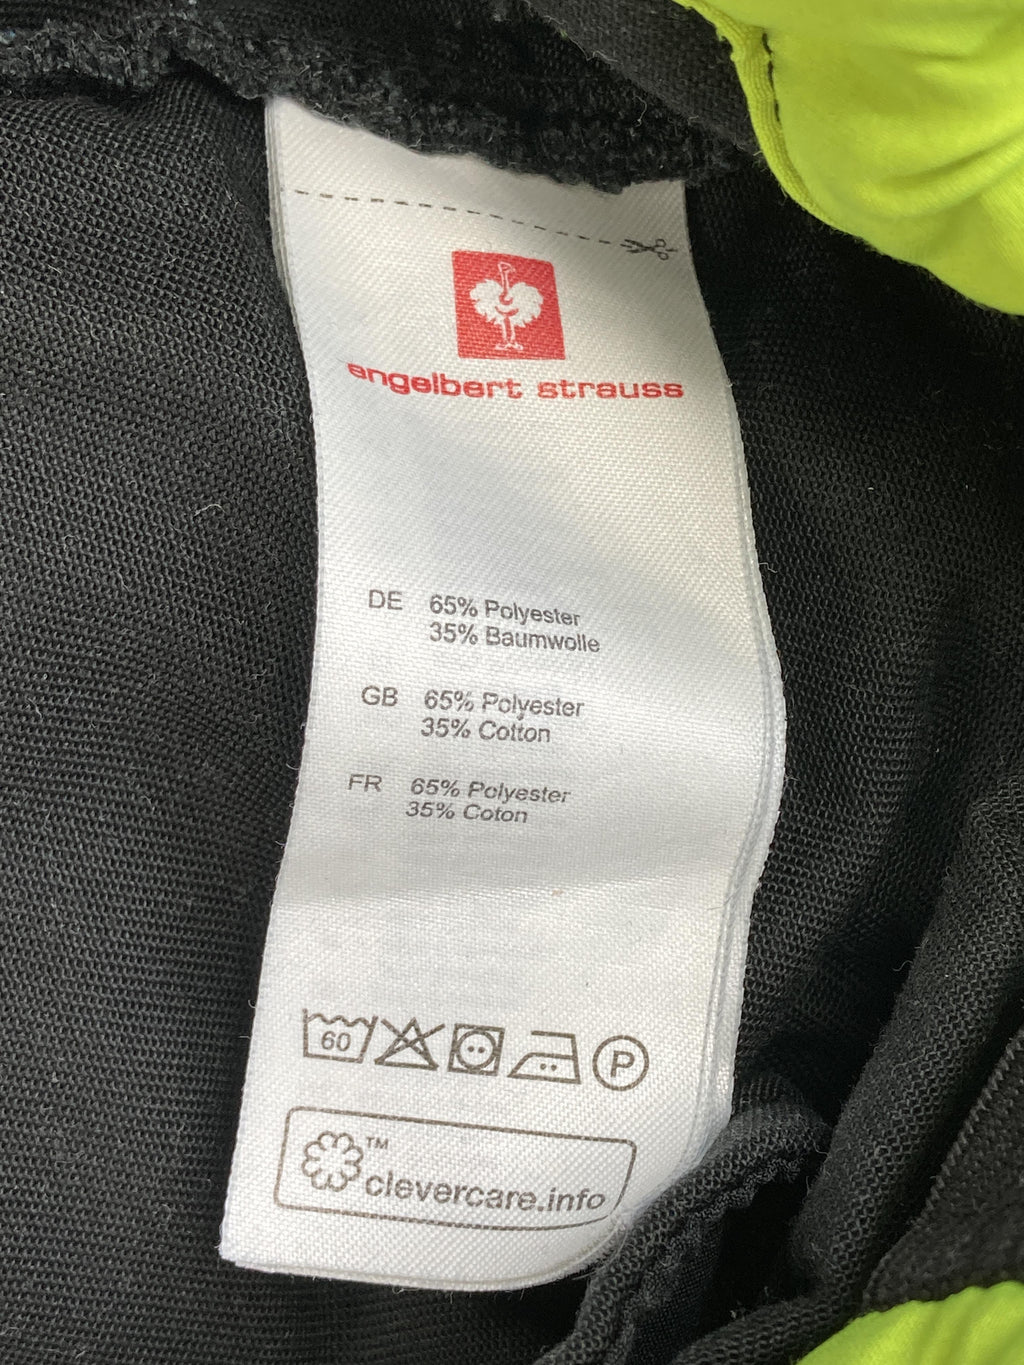 engelbert strauss
DE 65% Polyester
35% Baumwolle
GB 65% Polyester
35% Cotton
FR 65% Polyester
35% Coton
60
P
™
clevercare.info